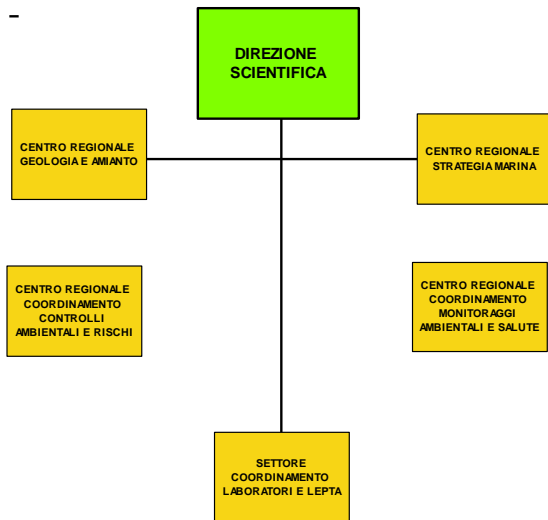 DIREZIONE
SCIENTIFICA
CENTRO REGIONALE
GEOLOGIA E AMIANTO
CENTRO REGIONALE
STRATEGIA MARINA
CENTRO REGIONALE
COORDINAMENTO
CONTROLLI
AMBIENTALI E RISCHI
CENTRO REGIONALE
COORDINAMENTO
MONITORAGGI
AMBIENTALI E SALUTE
SETTORE
COORDINAMENTO
LABORATORI E LEPTA